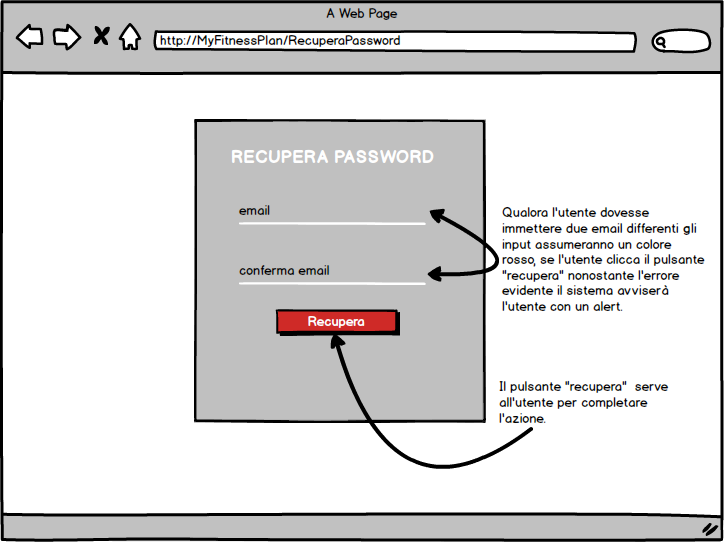 A Web Page
http://MyFitnessPlan/RecuperaPassword
RECUPERA PASSWORD
email
conferma email
Recupera
Qualora l'utente dovesse
immettere due email differenti gli
input assumeranno un colore
rosso, se l'utente clicca il pulsante
"recupera" nonostante l'errore
evidente il sistema avviserà
l'utente con un alert.
Il pulsante "recupera" serve
all'utente per completare
l'azione.